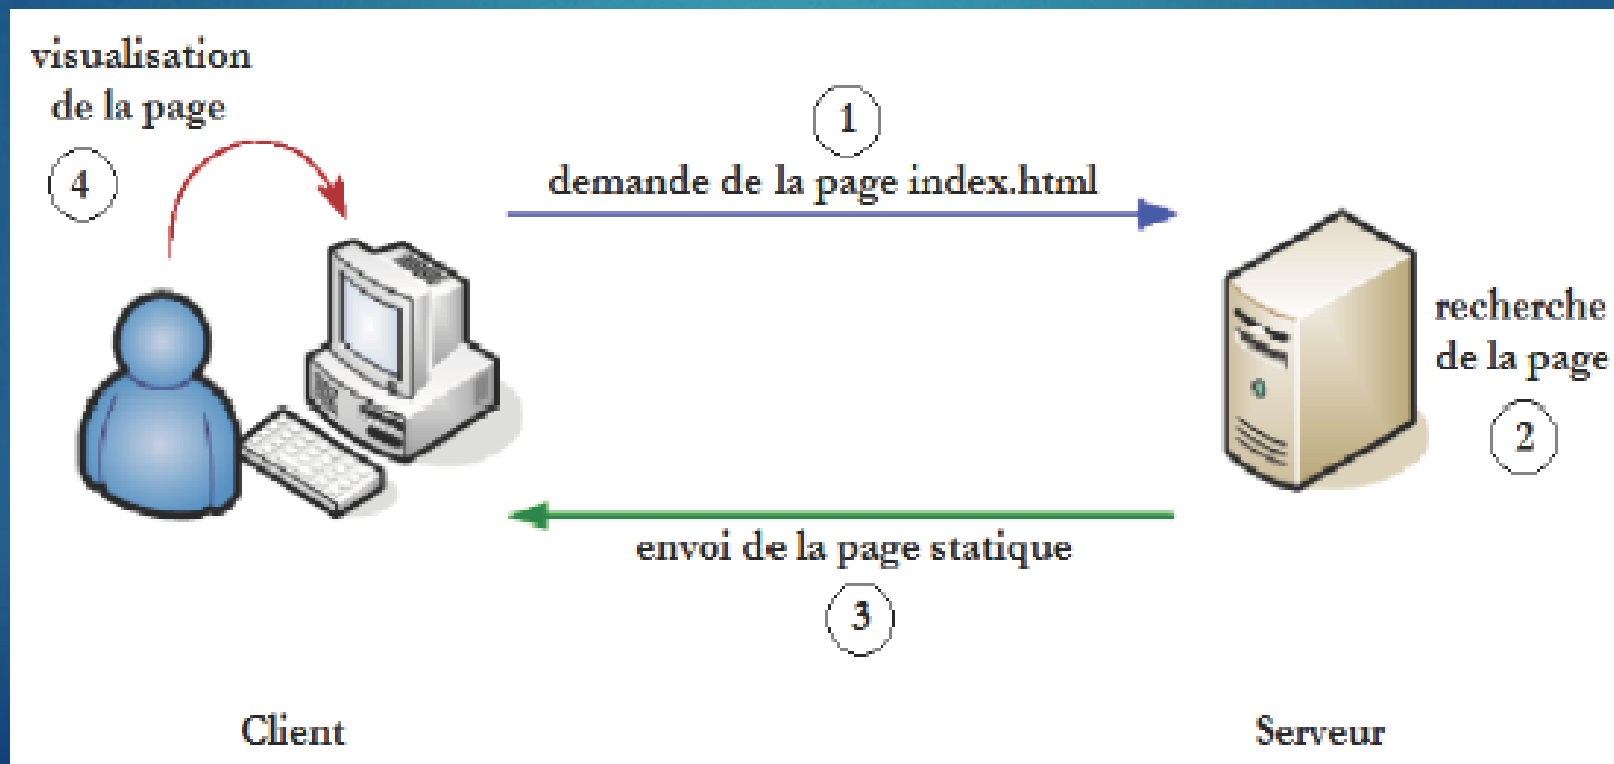 visualisation
de la page
4
1
demande de la page index.html
recherche
de la page
2
envoi de la page statique
3
Client
Serveur